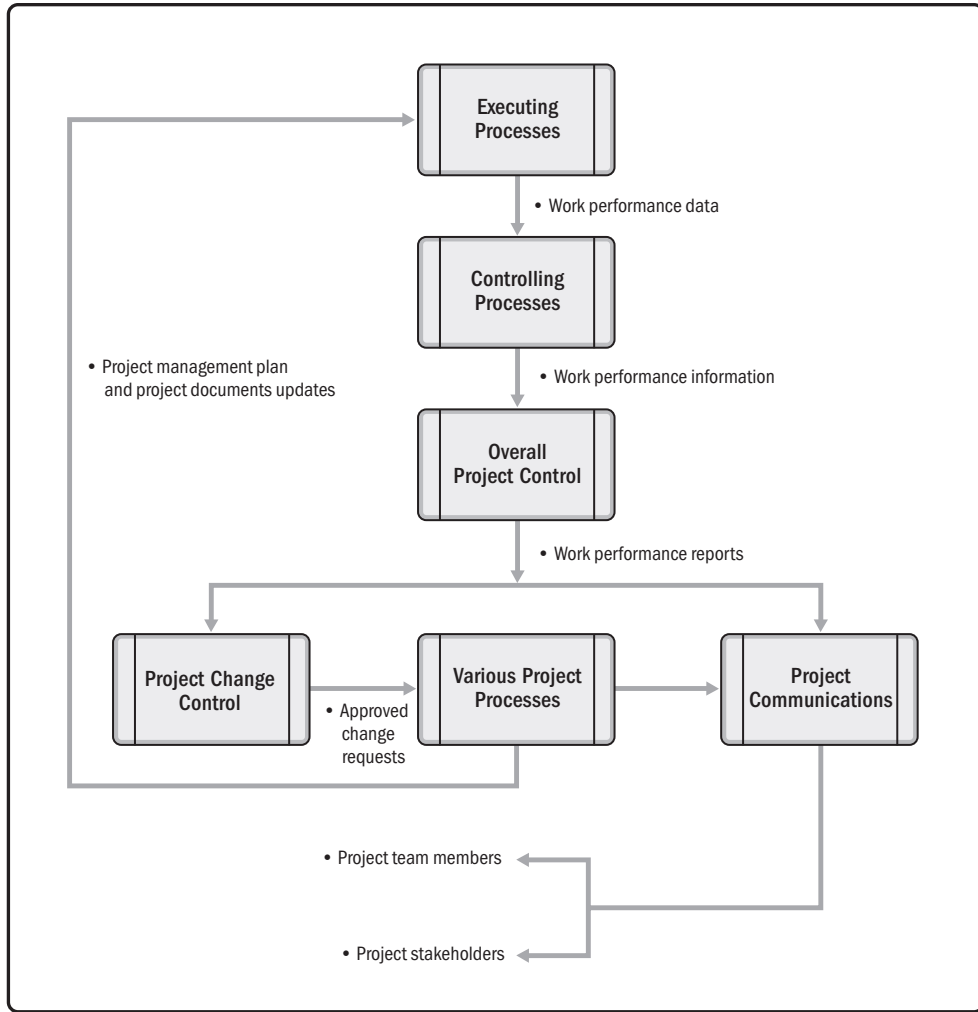 Executing
Processes
• Work performance data
Controlling
Processes
• Project management plan
and project documents updates
• Work performance information
Overall
Project Control
• Work performance reports
Project Change
Control
• Approved
change
requests
Various Project
Processes
Project
Communications
• Project team members
• Project stakeholders